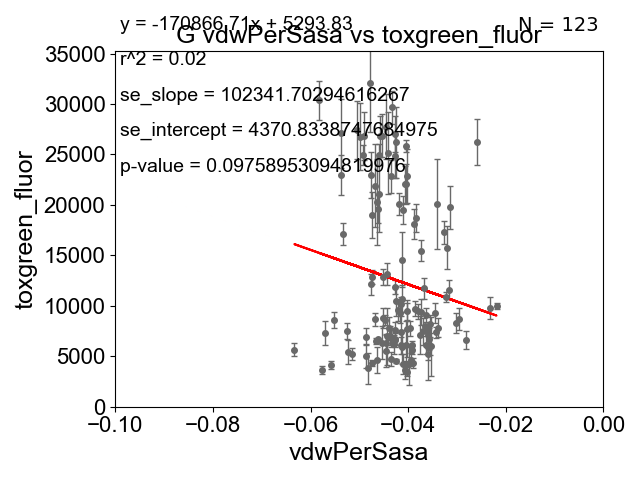 y = -170866.71x + 5293.83
N = 123
G vdwPerSasa vs toxgreen_fluor
r^2 = 0.02
se_slope = 102341.70294616267
se_intercept = 4370.8338747684975
p-value = 0.09758953094819976
toxgreen_fluor
35000
30000
25000
20000
15000
10000
5000
0
−0.10
−0.08
−0.06
−0.04
−0.02
0.00
vdwPerSasa